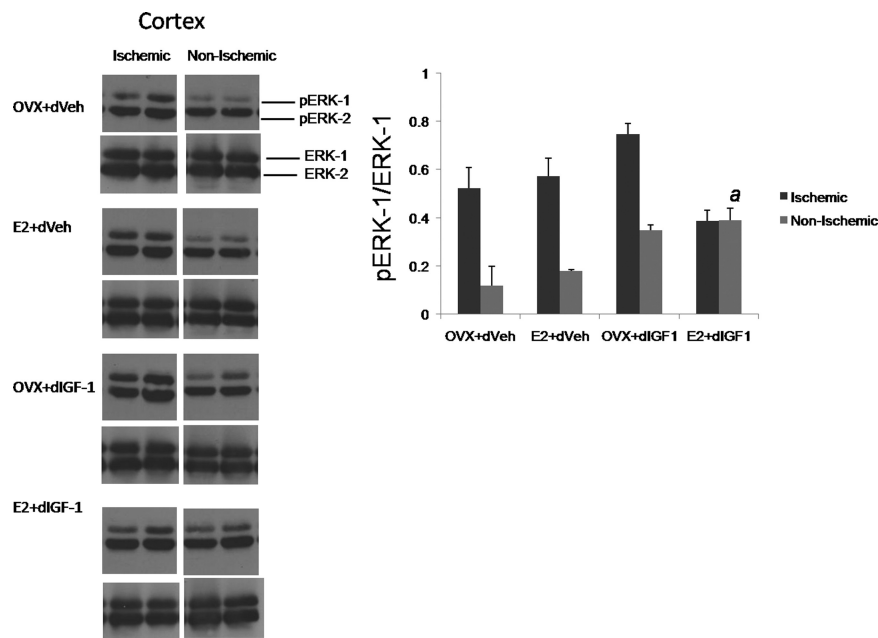 Cortex
Ischemic Non-Ischemic
OVX+dVeh
pERK-1
pERK-2
ERK-1
ERK-2
E2+dVeh
OVX+dIGF-1
E2+dIGF-1
pERK-1/ERK-1
1
0.8
0.6
0.4
0.2
0
a
OVX+dVeh E2+dVeh OVX+dIGF1 E2+dIGF1
Ischemic
Non-Ischemic